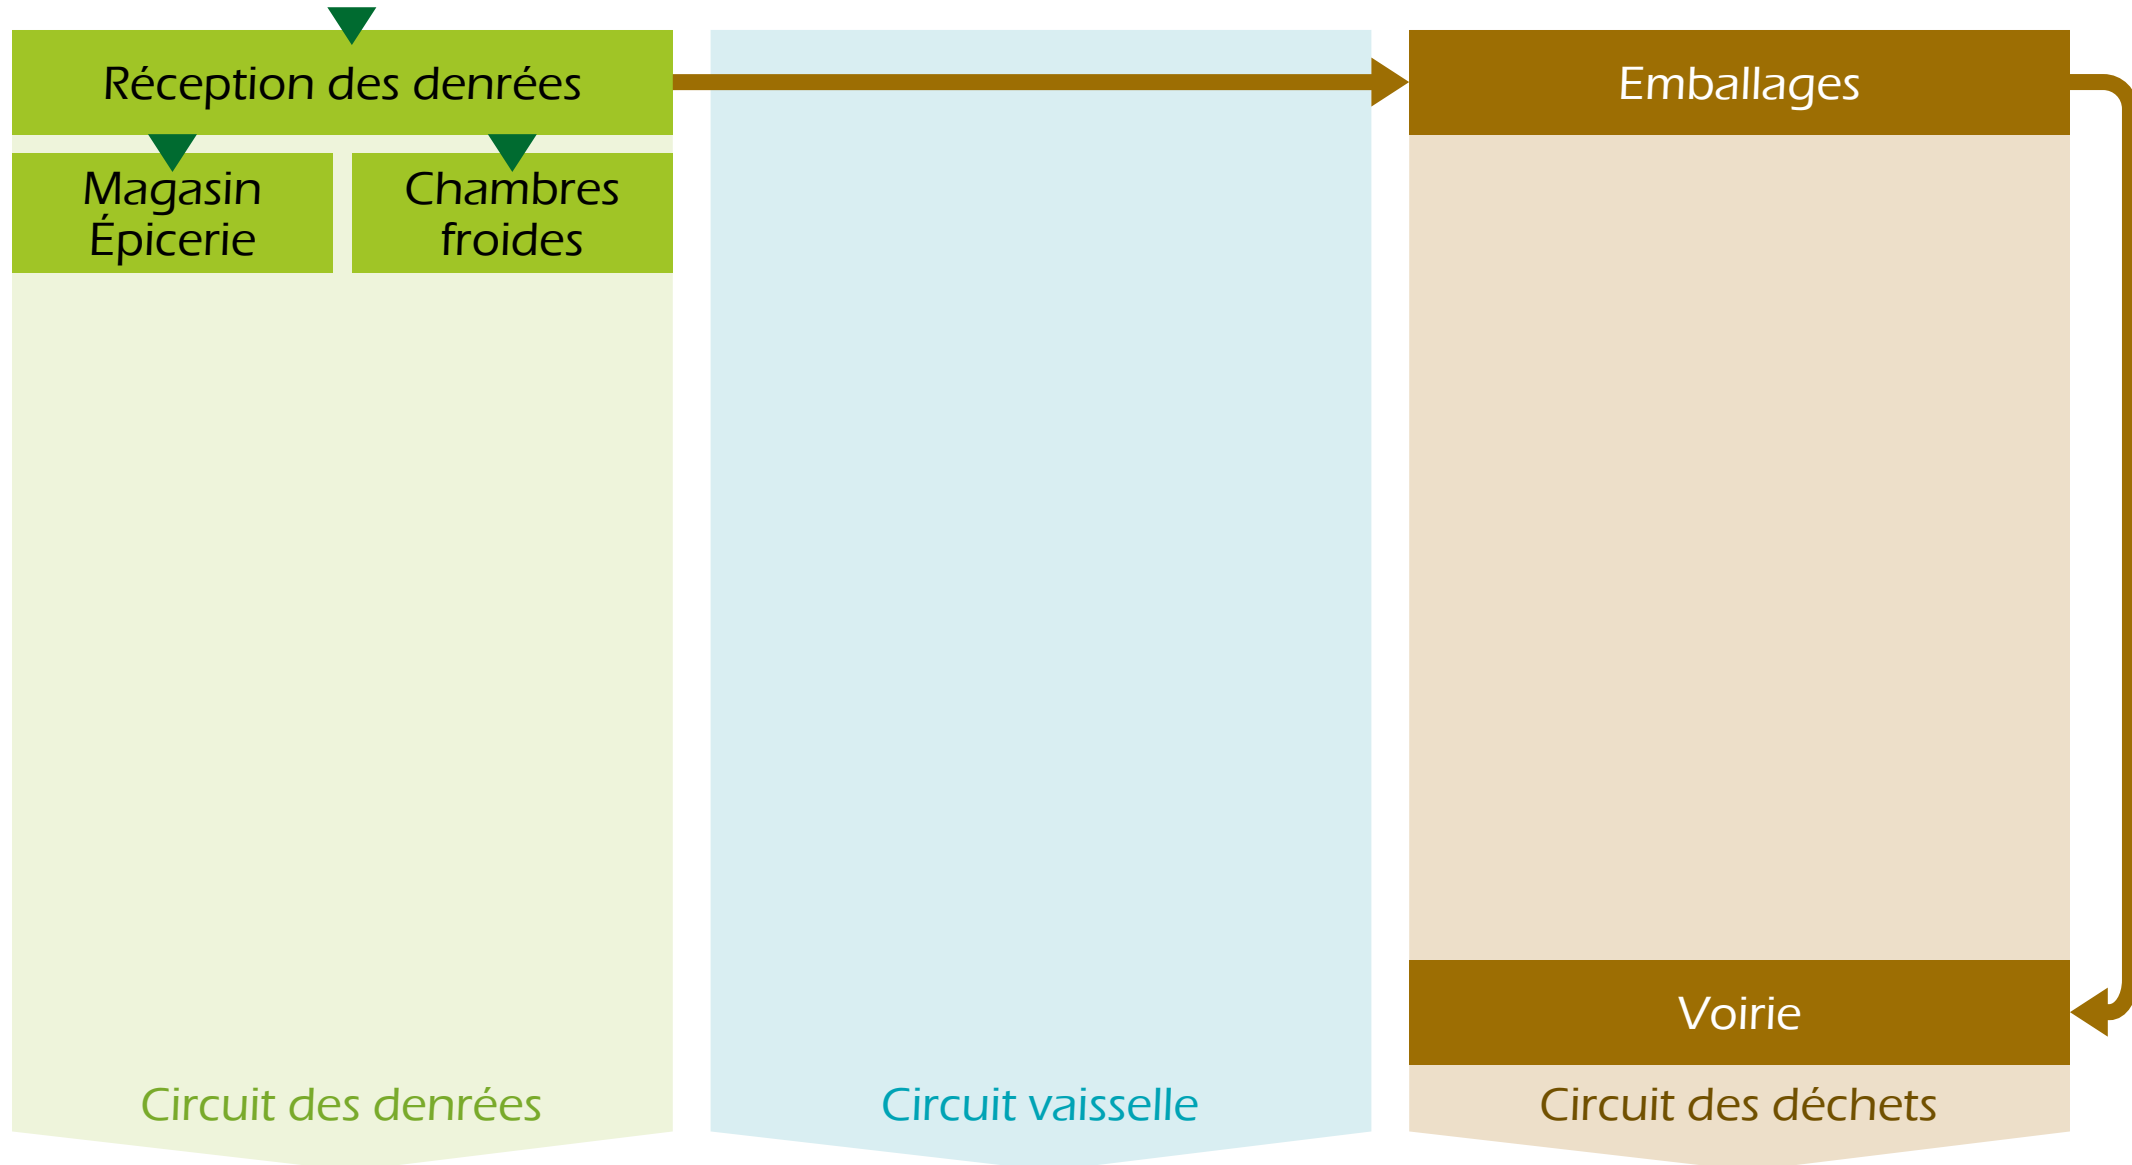 Réception des denrées
Emballages
Magasin
Épicerie
Chambres
froides
Voirie
Circuit des denrées
Circuit vaisselle
Circuit des déchets